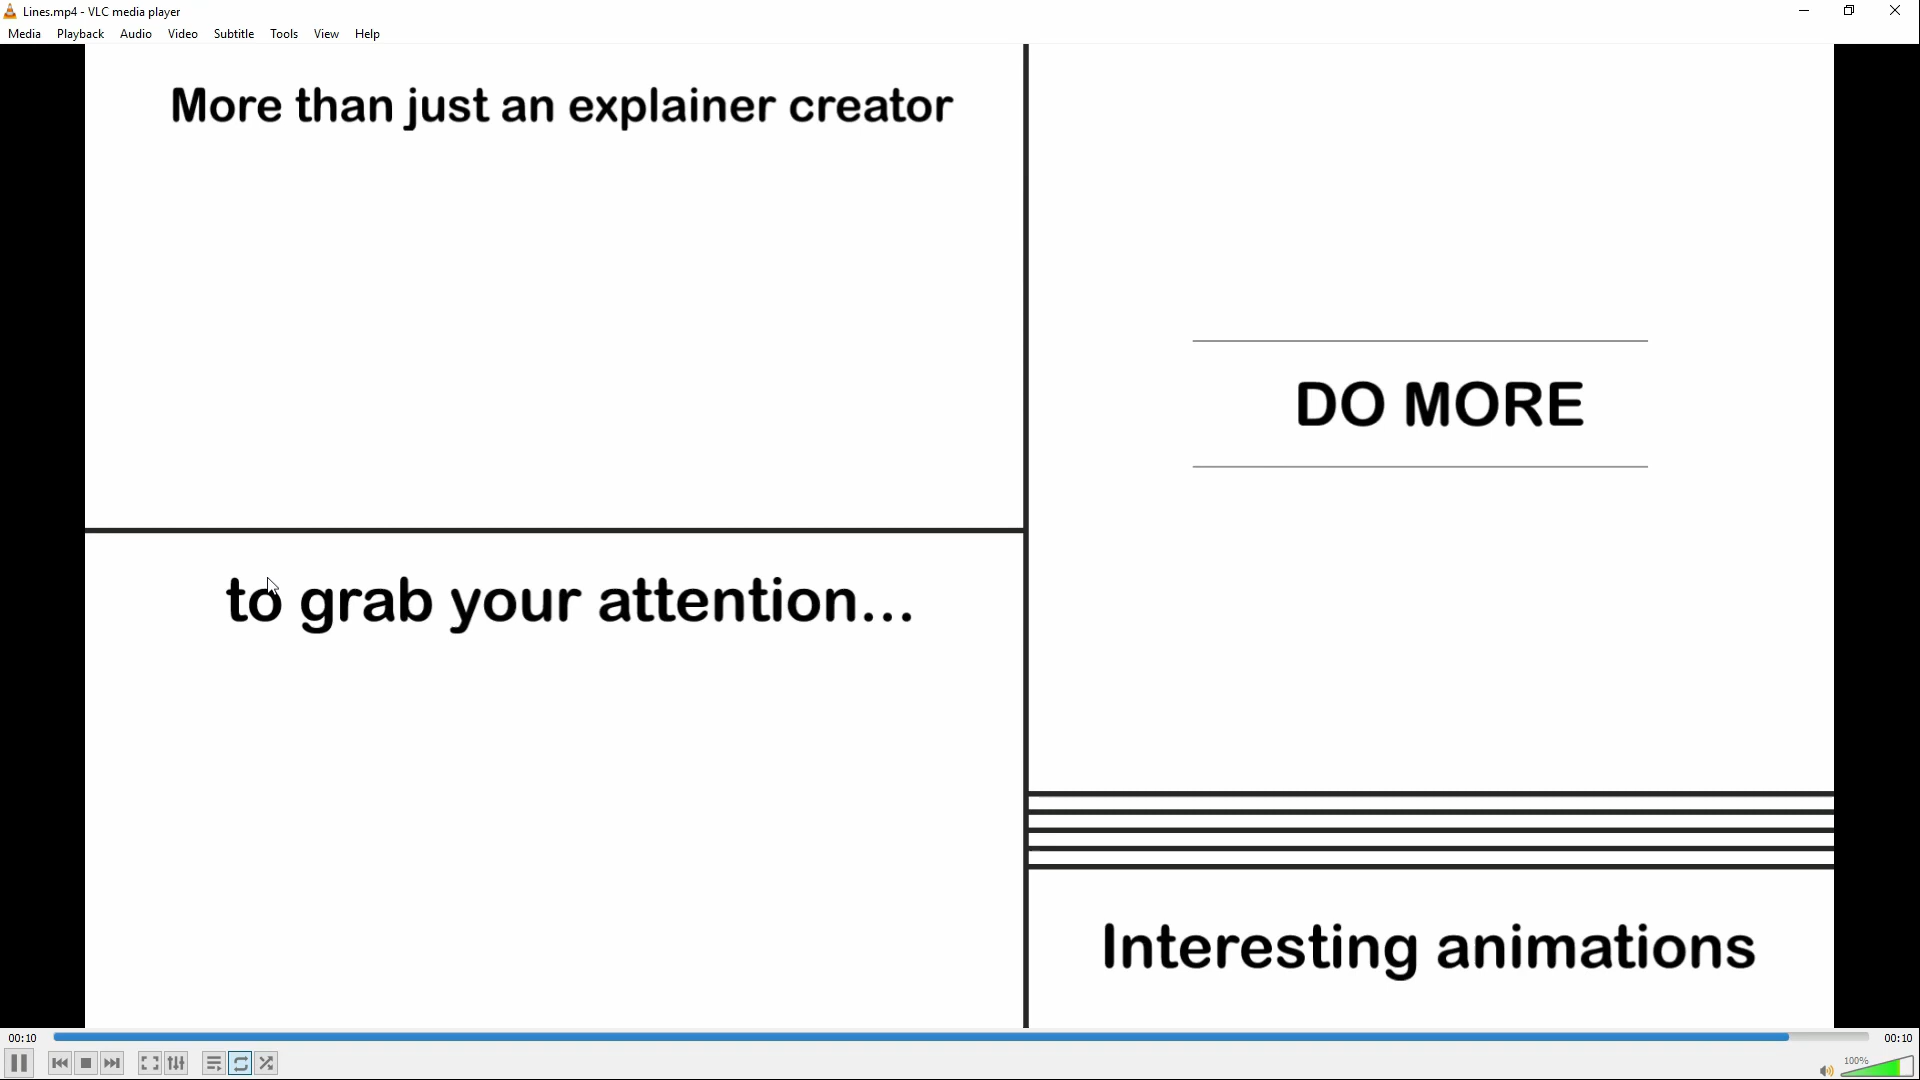 Lines.mp4 - VLC media player
Media Playback Audio Video Subtitle Tools View Help
More than just an explainer creator
DO MORE
to grab your attention...
Interesting animations
00:10
00:10
100%